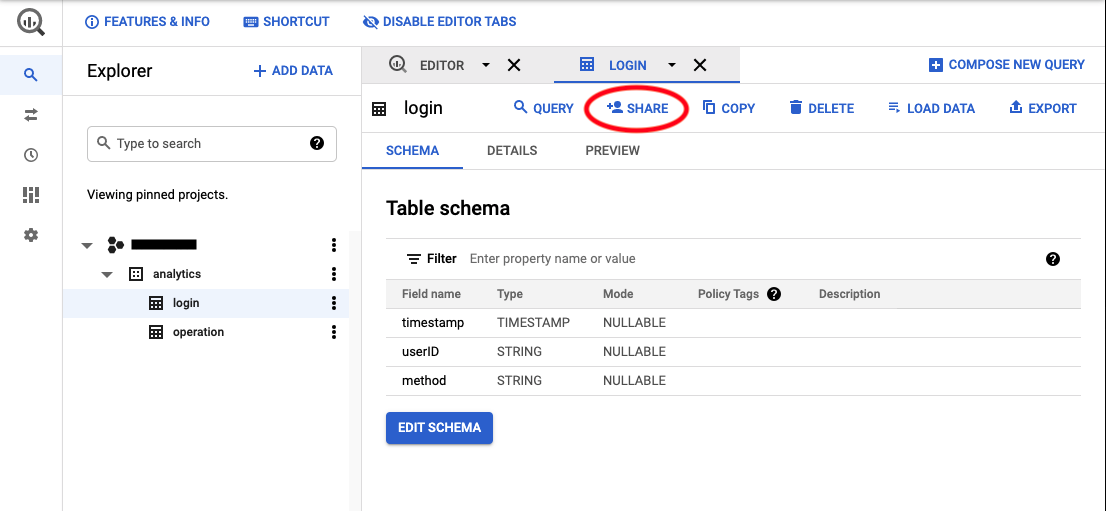 FEATURES & INFO SHORTCUT DISABLE EDITOR TABS
Explorer
ADD DATA
Type to search
Viewing pinned projects.
analytics
login
operation
EDITOR LOGIN COMPOSE NEW QUERY
login QUERY SHARE COPY DELETE LOAD DATA EXPORT
SCHEMA DETAILS PREVIEW
Table schema
Filter Enter property name or value
Field name Type Mode Policy Tags Description
timestamp TIMESTAMP NULLABLE
userID STRING NULLABLE
method STRING NULLABLE
EDIT SCHEMA